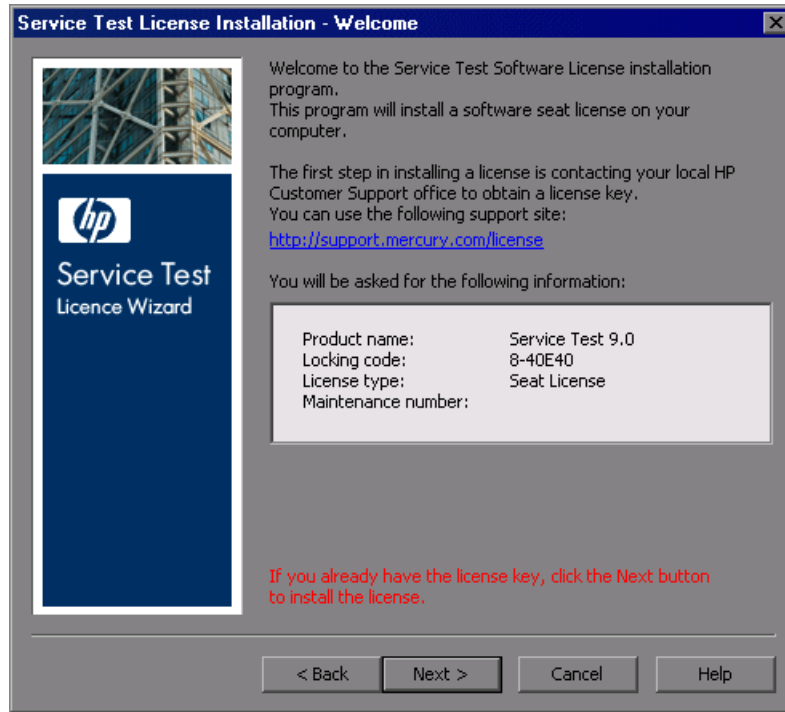 Service Test License Installation - Welcome
hp
Service Test
Licence Wizard
Welcome to the Service Test Software License installation
program.
This program will install a software seat license on your
computer.
The first step in installing a license is contacting your local HP
Customer Support office to obtain a license key.
You can use the following support site:
http://support.mercury.com/license
You will be asked for the following information:
Product name: Service Test 9.0
Locking code: 8-40E40
License type: Seat License
Maintenance number:
If you already have the license key, click the Next button
to install the license.
< Back Next > Cancel Help